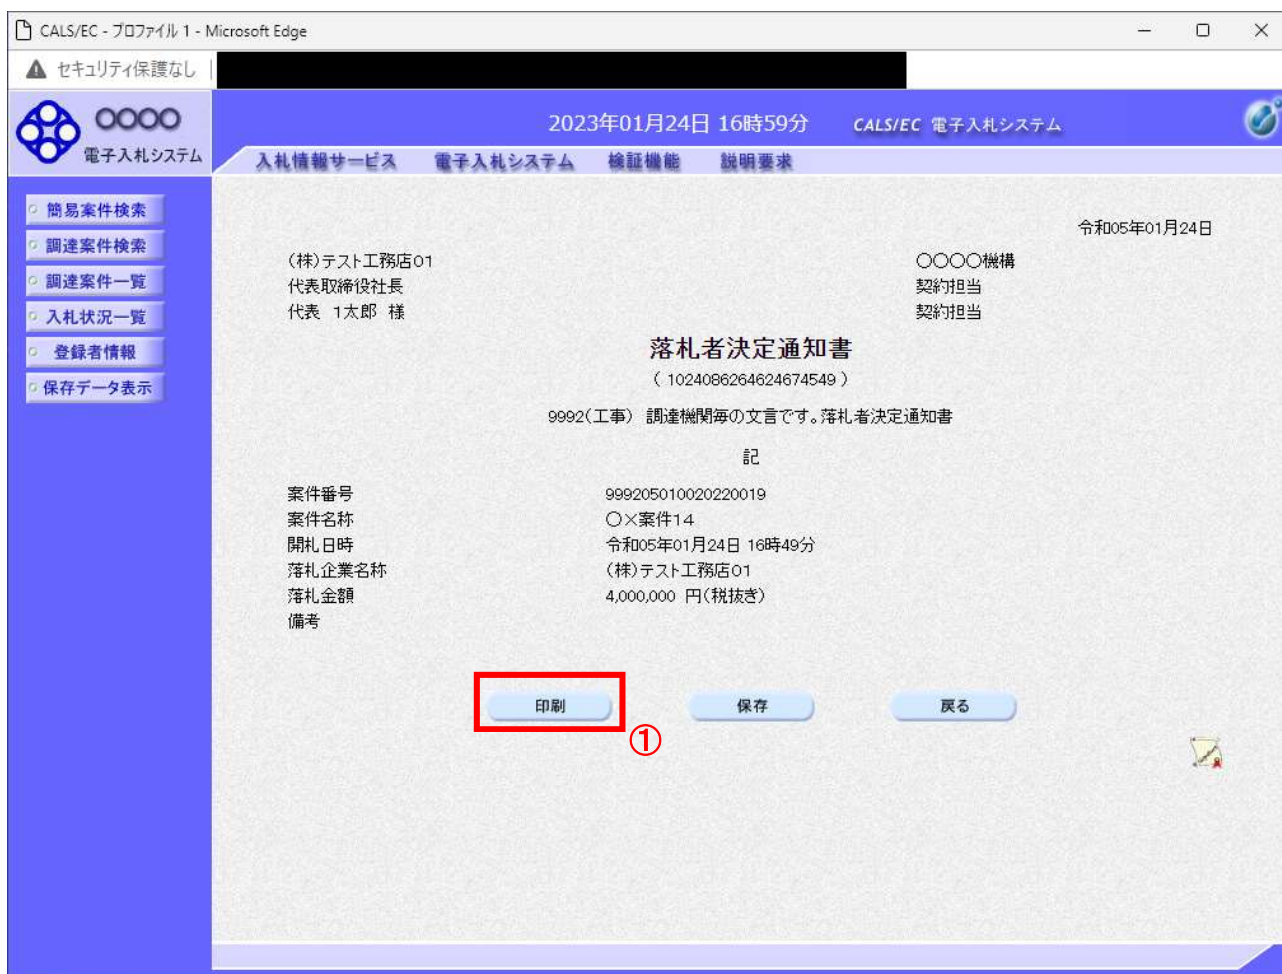 CALS/EC - プロファイル 1 - Microsoft Edge
セキュリティ保護なし
〇〇〇〇
電子入札システム
2023年01月24日 16時59分
CALS/EC 電子入札システム
入札情報サービス 電子入札システム 検証機能 説明要求
簡易案件検索
調達案件検索
調達案件一覧
入札状況一覧
登録者情報
保存データ表示
令和05年01月24日
(株)テスト工務店01
代表取締役社長
代表 1太郎 様
〇〇〇〇機構
契約担当
契約担当
落札者決定通知書
( 1024086264624674549 )
9992(工事) 調達機関毎の文言です。落札者決定通知書
記
案件番号 999205010020220019
案件名称 〇×案件14
開札日時 令和05年01月24日 16時49分
落札企業名称 (株)テスト工務店01
落札金額 4,000,000 円(税抜き)
備考
印刷 保存 戻る
①